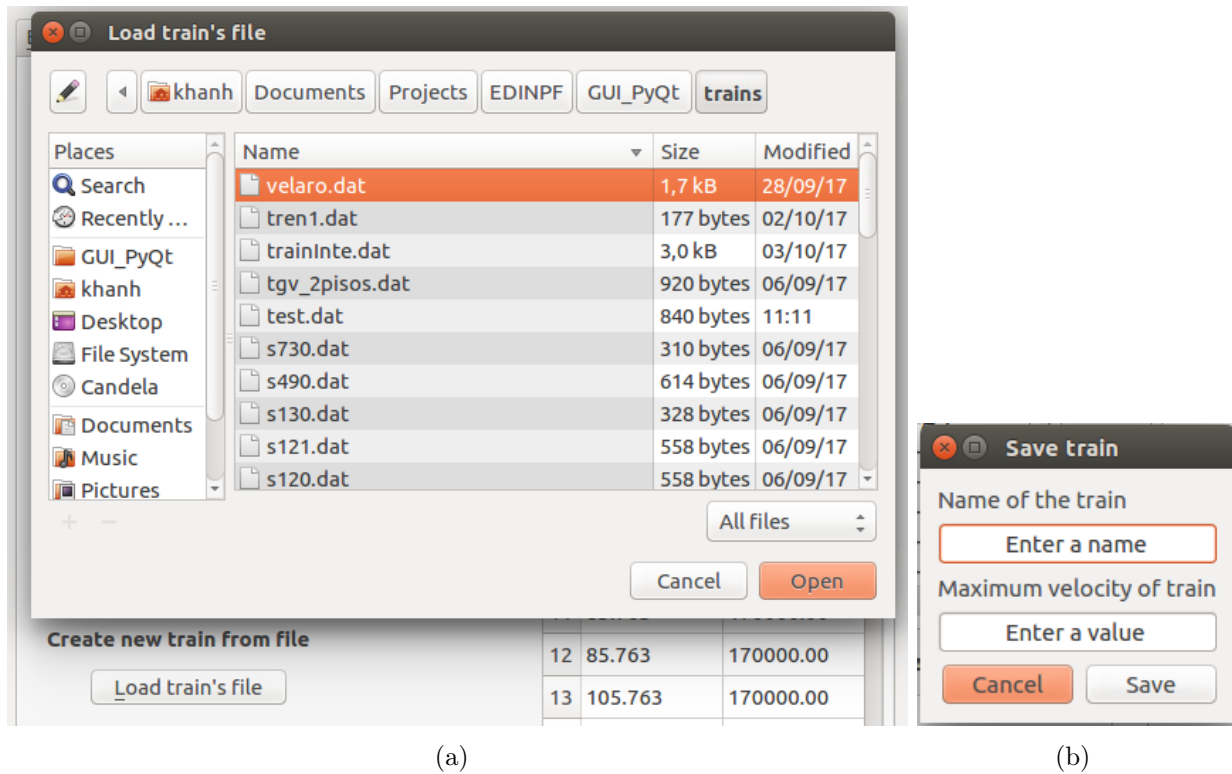 Load train's file
khanh Documents Projects EDINPF GUI_PyQt trains
Places
Search
Recently ...
GUI_PyQt
khanh
Desktop
File System
Candela
Documents
Music
Pictures
Name Size Modified
velaro.dat 1,7 kB 28/09/17
tren1.dat 177 bytes 02/10/17
trainInte.dat 3,0 kB 03/10/17
tgv_2pisos.dat 920 bytes 06/09/17
test.dat 840 bytes 11:11
s730.dat 310 bytes 06/09/17
s490.dat 614 bytes 06/09/17
s130.dat 328 bytes 06/09/17
s121.dat 558 bytes 06/09/17
s120.dat 558 bytes 06/09/17
All files
Cancel Open
Create new train from file
Load train's file
12 85.763 170000.00
13 105.763 170000.00
(a)
Save train
Name of the train
Enter a name
Maximum velocity of train
Enter a value
Cancel Save
(b)